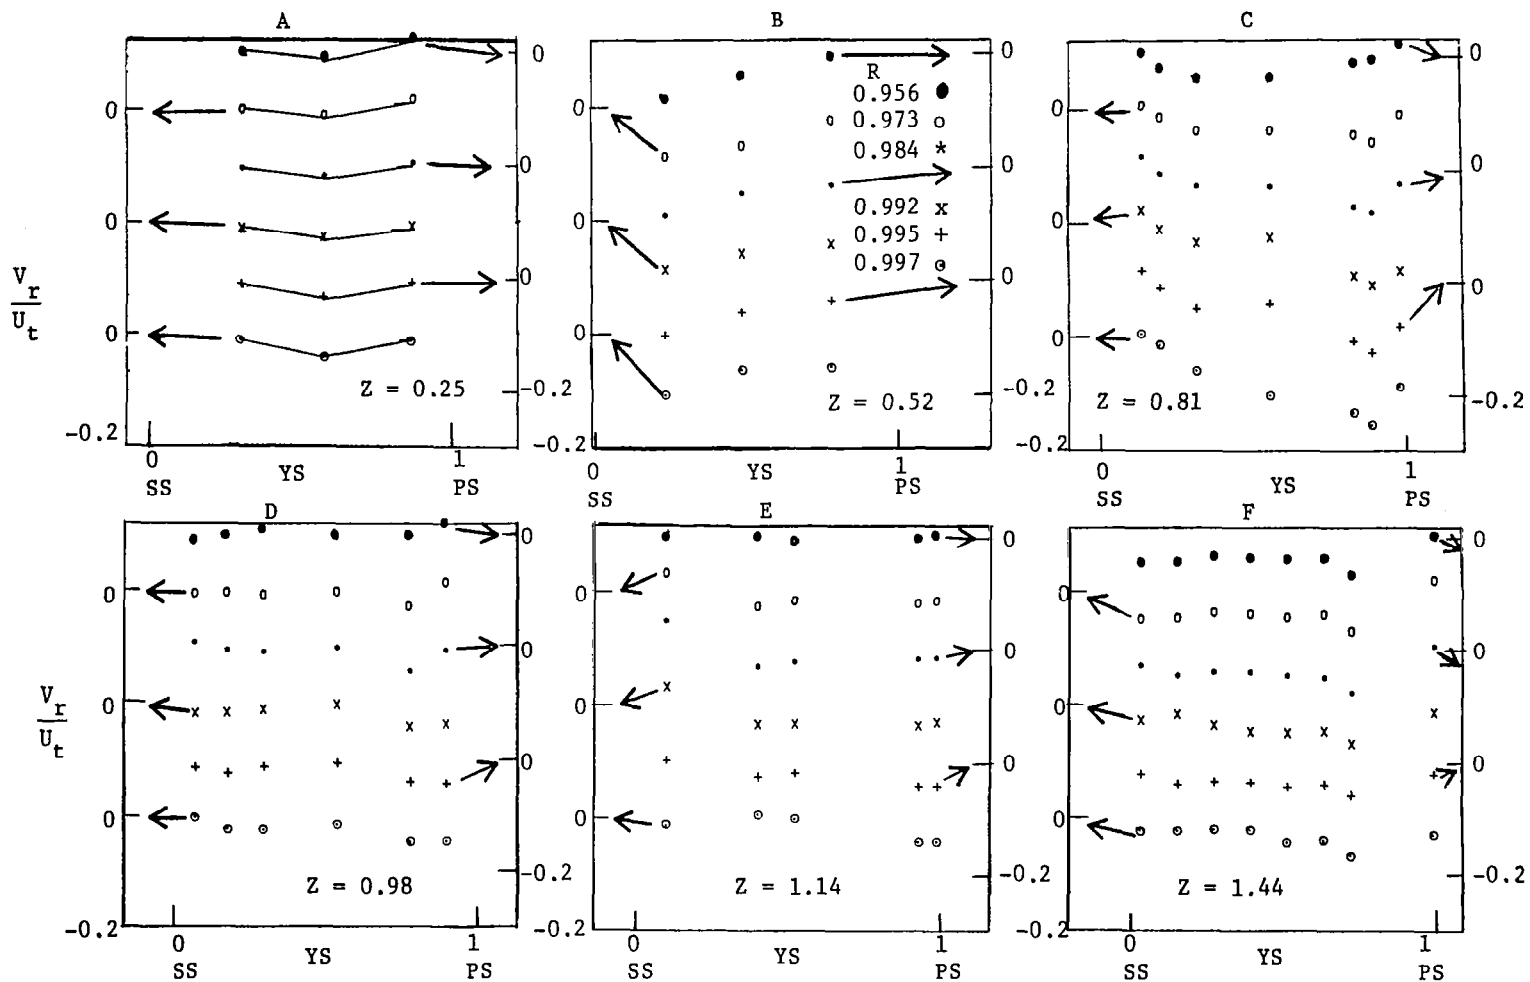 A
B
C
V_r
U_t
0
0
0
-0.2
0
0
0
-0.2
Z = 0.25
0
YS
1
SS
PS
0
0
0
-0.2
0
0
0
-0.2
R
0.956 ●
0.973 o
0.984 *
0.992 x
0.995 +
0.997 ⊙
Z = 0.52
0
YS
1
SS
PS
0
0
0
-0.2
0
0
0
-0.2
Z = 0.81
0
YS
1
SS
PS
D
E
F
V_r
U_t
0
0
0
-0.2
0
0
0
-0.2
Z = 0.98
0
YS
1
SS
PS
0
0
0
-0.2
0
0
0
-0.2
Z = 1.14
0
YS
1
SS
PS
0
0
0
-0.2
0
0
0
-0.2
Z = 1.44
0
YS
1
SS
PS